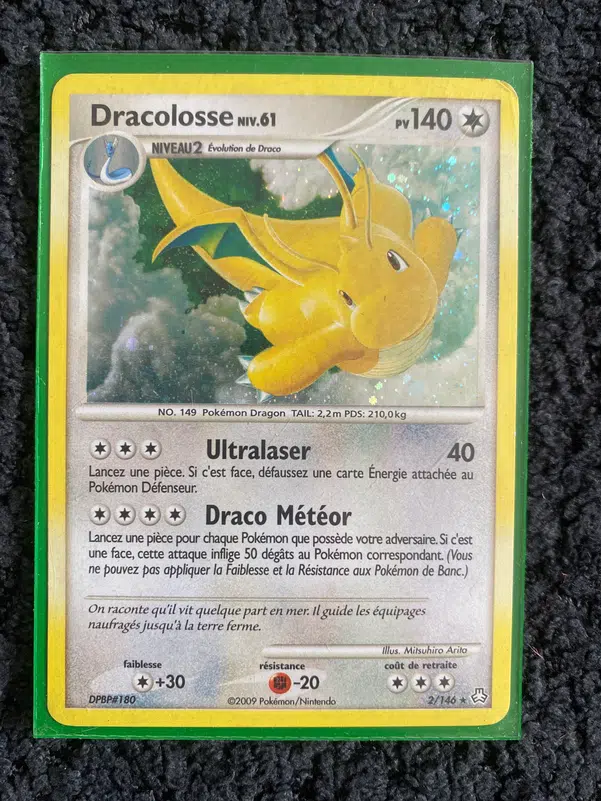 Dracolosse NIV.61
PV 140
NIVEAU2 Évolution de Draco
NO. 149 Pokémon Dragon TAIL: 2,2m PDS: 210,0kg
Ultralaser 40
Lancez une pièce. Si c'est face, défaussez une carte Énergie attachée au
Pokémon Défenseur.
Draco Météor
Lancez une pièce pour chaque Pokémon que possède votre adversaire. Si c'est
une face, cette attaque inflige 50 dégâts au Pokémon correspondant. (Vous
ne pouvez pas appliquer la Faiblesse et la Résistance aux Pokémon de Banc.)
On raconte qu'il vit quelque part en mer. Il guide les équipages
naufragés jusqu'à la terre ferme.
Illus. Mitsuhiro Arita
faiblesse résistance coût de retraite
+30 -20
DPBP#180 ©2009 Pokémon/Nintendo 2/146